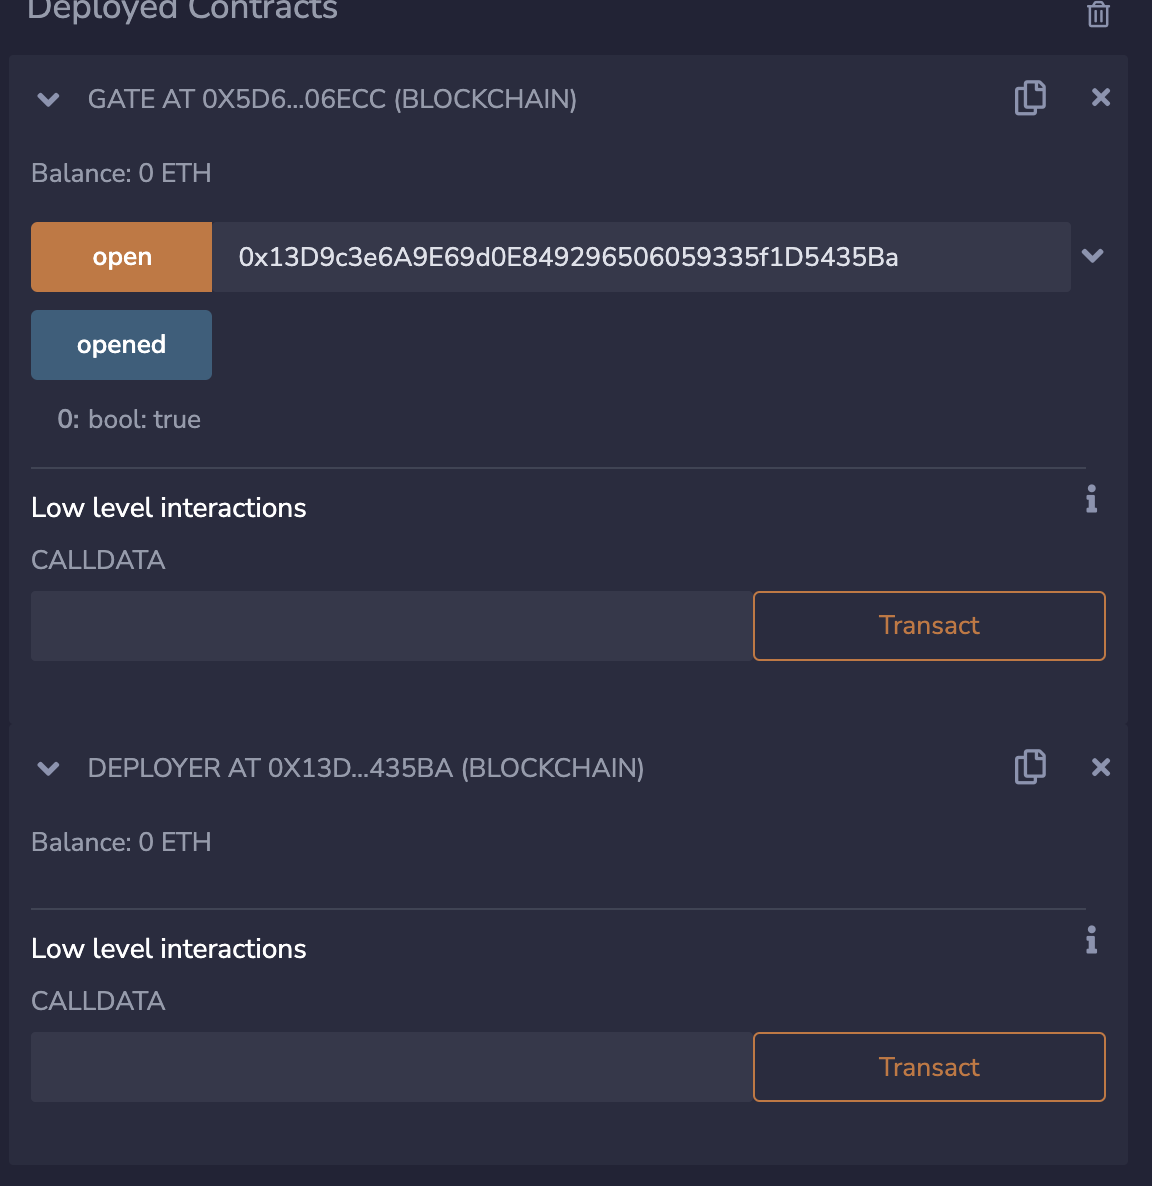 Deployed Contracts
GATE AT 0X5D6...06ECC (BLOCKCHAIN)
Balance: 0 ETH
open 0x13D9c3e6A9E69d0E849296506059335f1D5435Ba
opened
0: bool: true
Low level interactions
CALLDATA
Transact
DEPLOYER AT 0X13D...435BA (BLOCKCHAIN)
Balance: 0 ETH
Low level interactions
CALLDATA
Transact